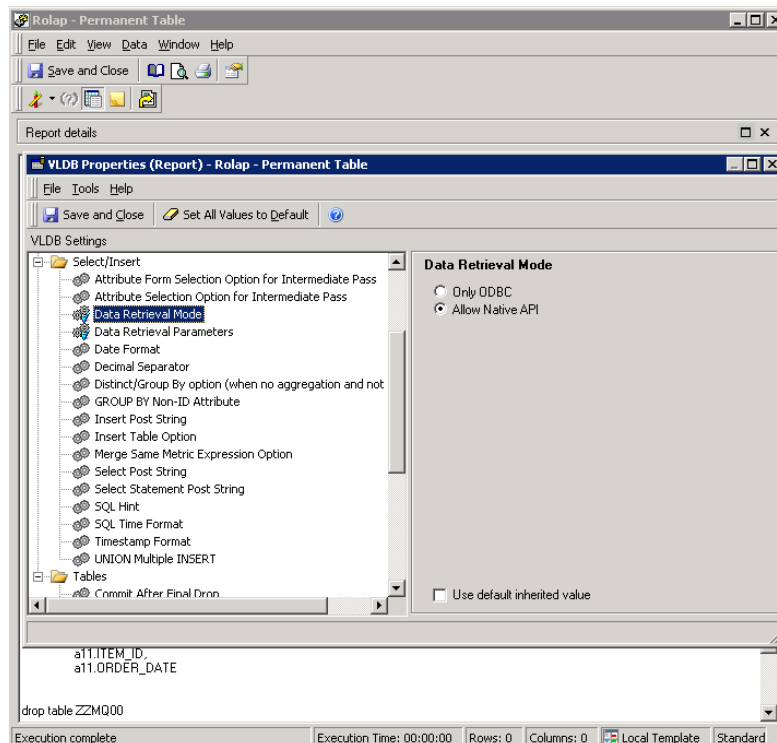 Rolap - Permanent Table
File Edit View Data Window Help
Save and Close
Report details
VLDB Properties (Report) - Rolap - Permanent Table
File Tools Help
Save and Close Set All Values to Default
VLDB Settings
Select/Insert
Attribute Form Selection Option for Intermediate Pass
Attribute Selection Option for Intermediate Pass
Data Retrieval Mode
Data Retrieval Parameters
Date Format
Decimal Separator
Distinct/Group By option (when no aggregation and not
GROUP BY Non-ID Attribute
Insert Post String
Insert Table Option
Merge Same Metric Expression Option
Select Post String
Select Statement Post String
SQL Hint
SQL Time Format
Timestamp Format
UNION Multiple INSERT
Tables
Commit After Final Drop
Data Retrieval Mode
Only ODBC
Allow Native API
Use default inherited value
a11.ITEM_ID,
a11.ORDER_DATE
drop table ZZMQ00
Execution complete Execution Time: 00:00:00 Rows: 0 Columns: 0 Local Template Standard